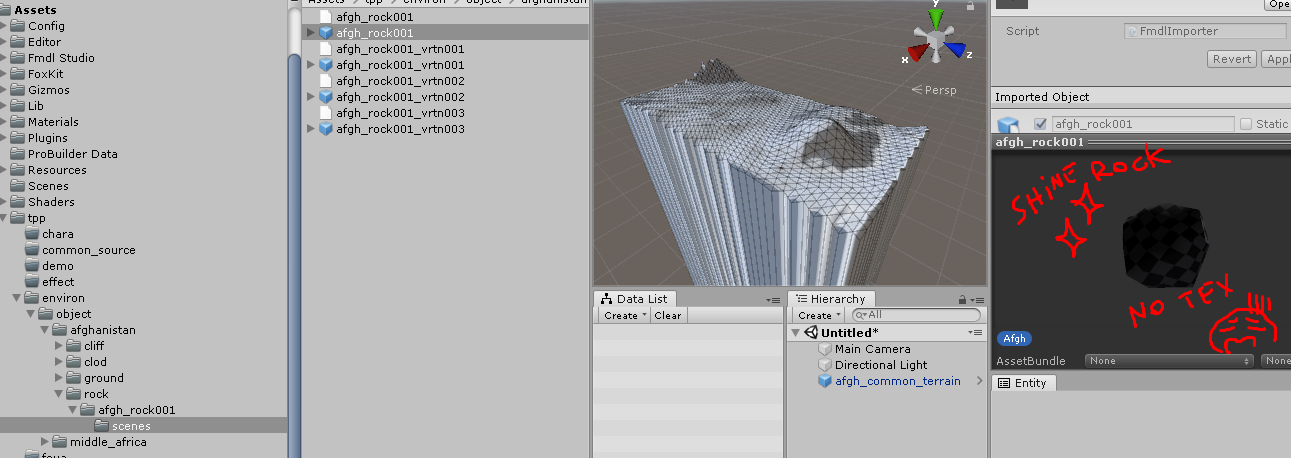 Assets
Config
Editor
Fmdl Studio
FoxKit
Gizmos
Lib
Materials
Plugins
ProBuilder Data
Resources
Scenes
Shaders
tpp
chara
common_source
demo
effect
environ
object
afghanistan
cliff
clod
ground
rock
afgh_rock001
scenes
middle_africa
Assets tpp environ object afghanistan
afgh_rock001
afgh_rock001
afgh_rock001_vrtn001
afgh_rock001_vrtn001
afgh_rock001_vrtn002
afgh_rock001_vrtn002
afgh_rock001_vrtn003
afgh_rock001_vrtn003
y
x
z
< Persp
Data List
Create Clear
Hierarchy
Create All
Untitled*
Main Camera
Directional Light
afgh_common_terrain
Ope
Script FmdlImporter
Revert Appl
Imported Object
afgh_rock001 Static
afgh_rock001
SHINE ROCK
NO TEX
Afgh
AssetBundle None None
Entity